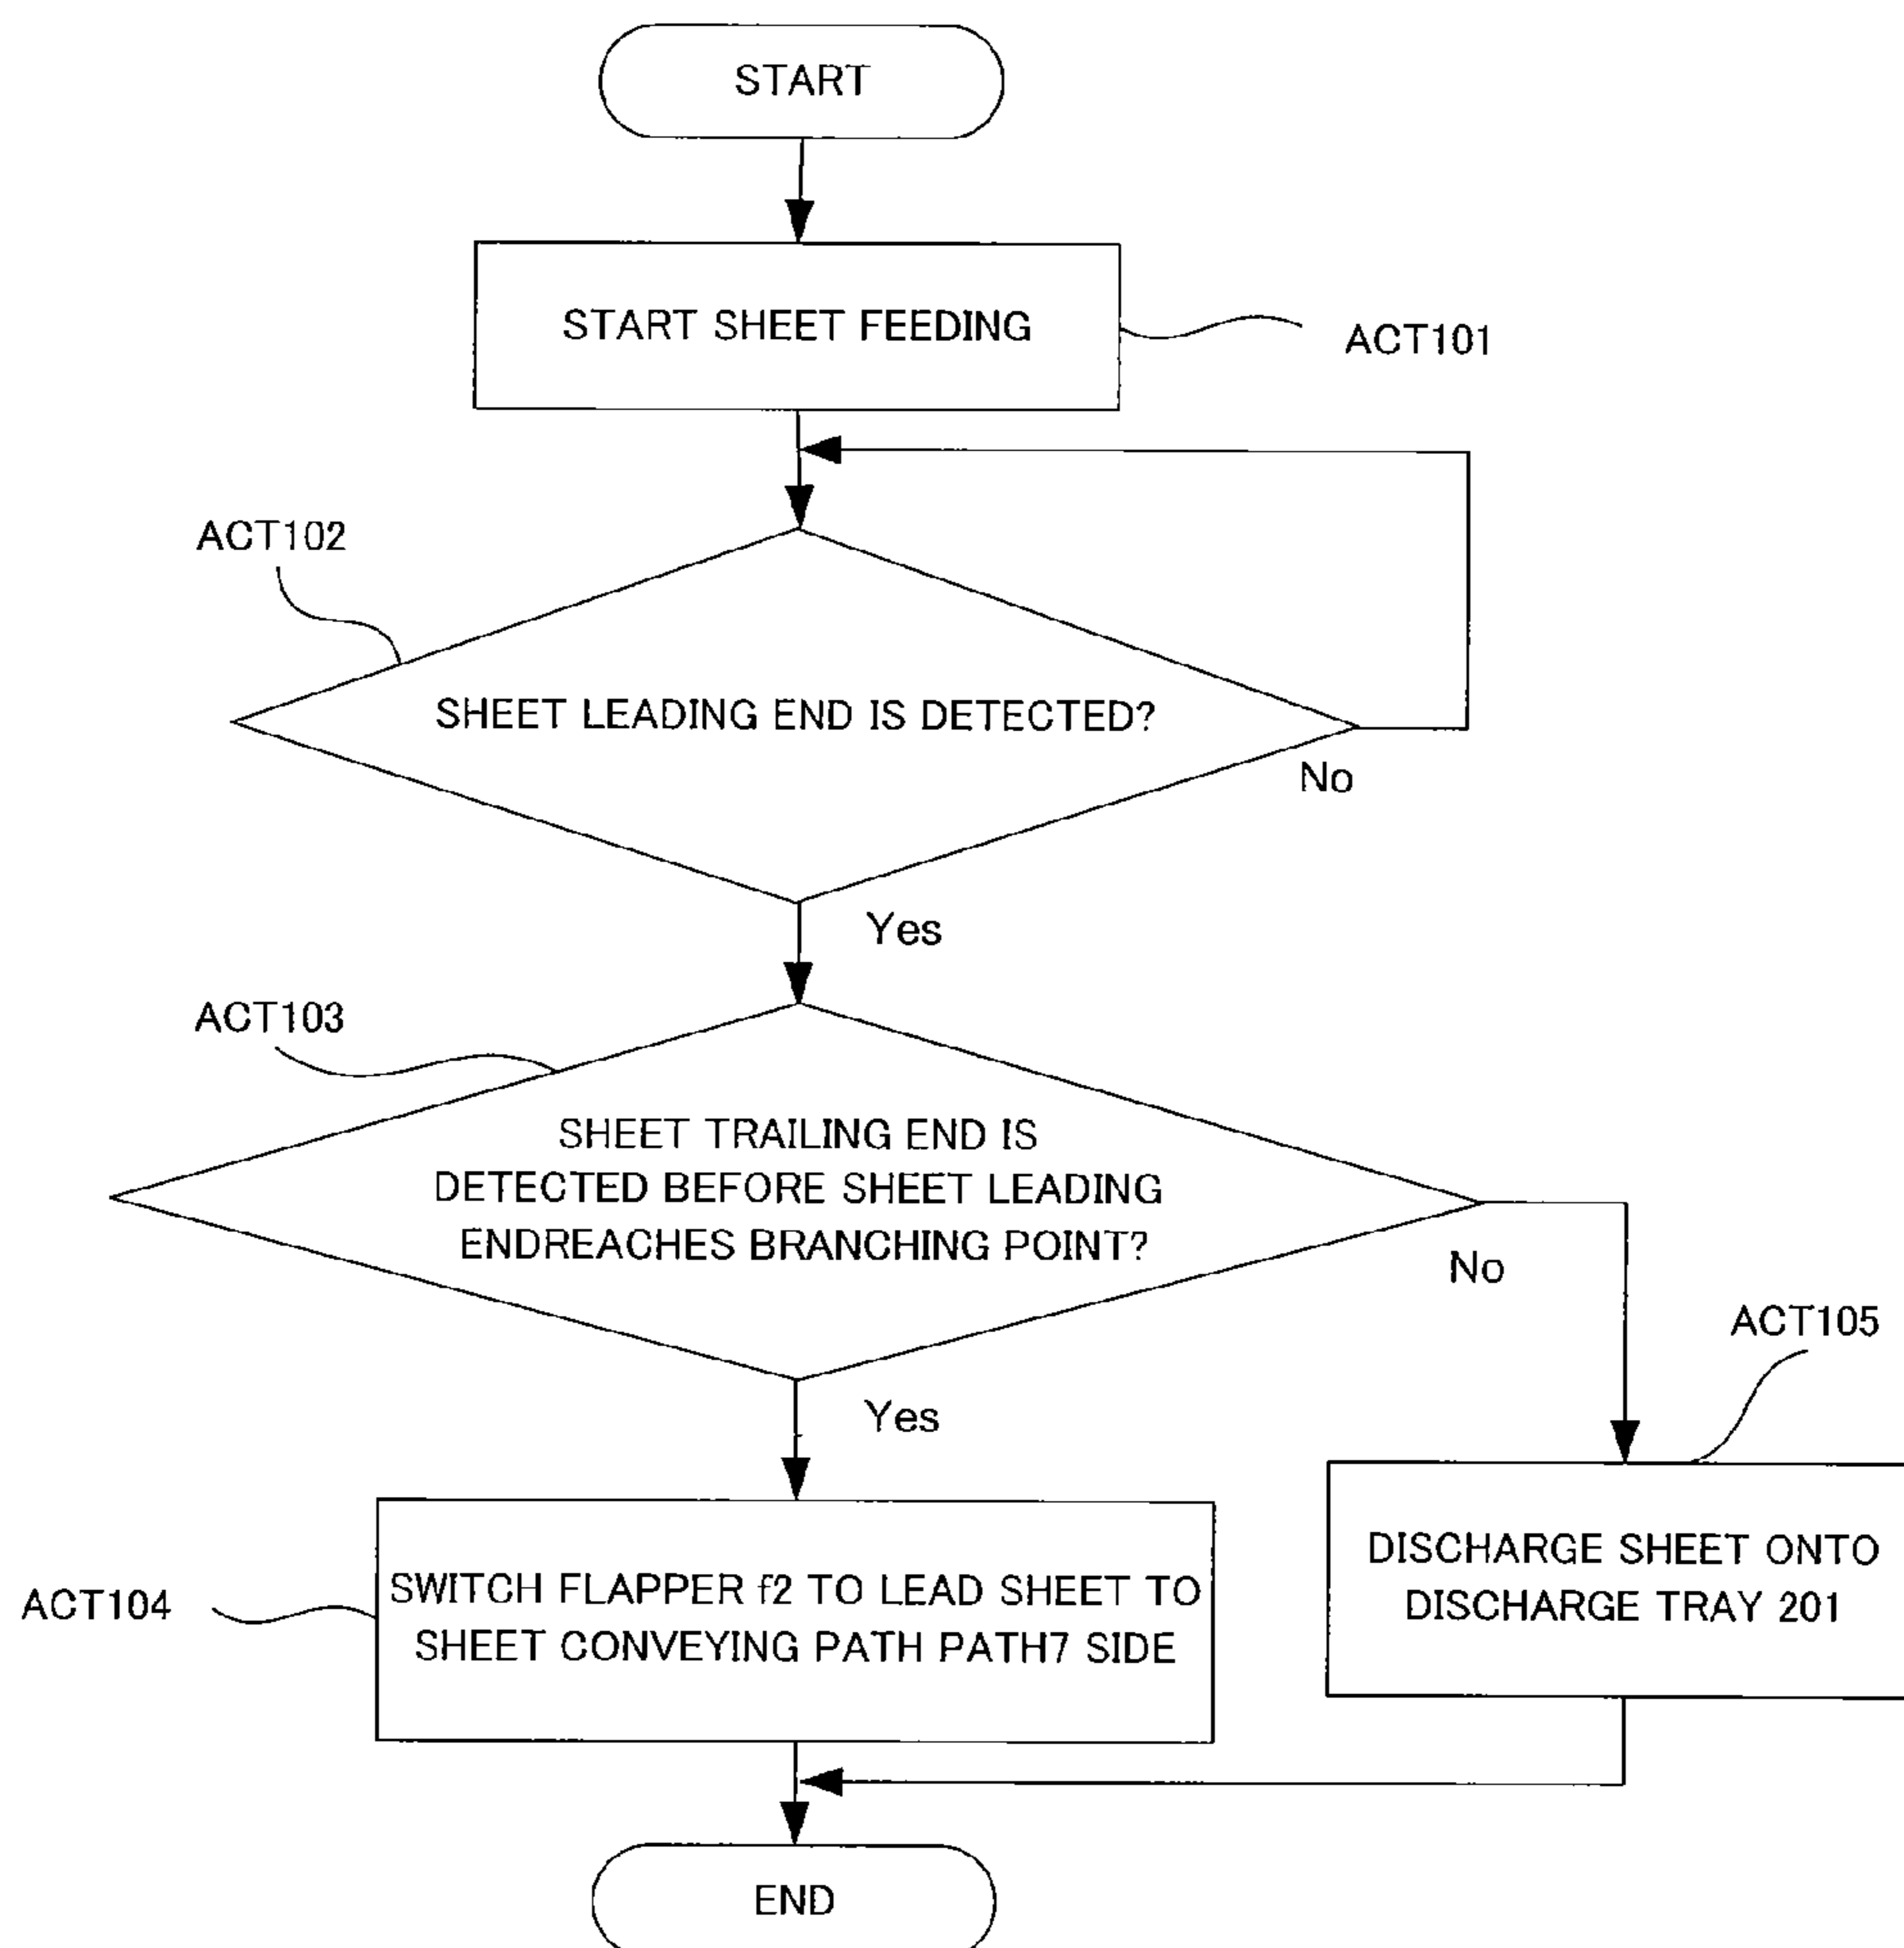 START
START SHEET FEEDING
ACT101
ACT102
SHEET LEADING END IS DETECTED?
No
Yes
ACT103
SHEET TRAILING END IS
DETECTED BEFORE SHEET LEADING
ENDREACHES BRANCHING POINT?
No
Yes
ACT105
DISCHARGE SHEET ONTO
DISCHARGE TRAY 201
ACT104
SWITCH FLAPPER f2 TO LEAD SHEET TO
SHEET CONVEYING PATH PATH7 SIDE
END